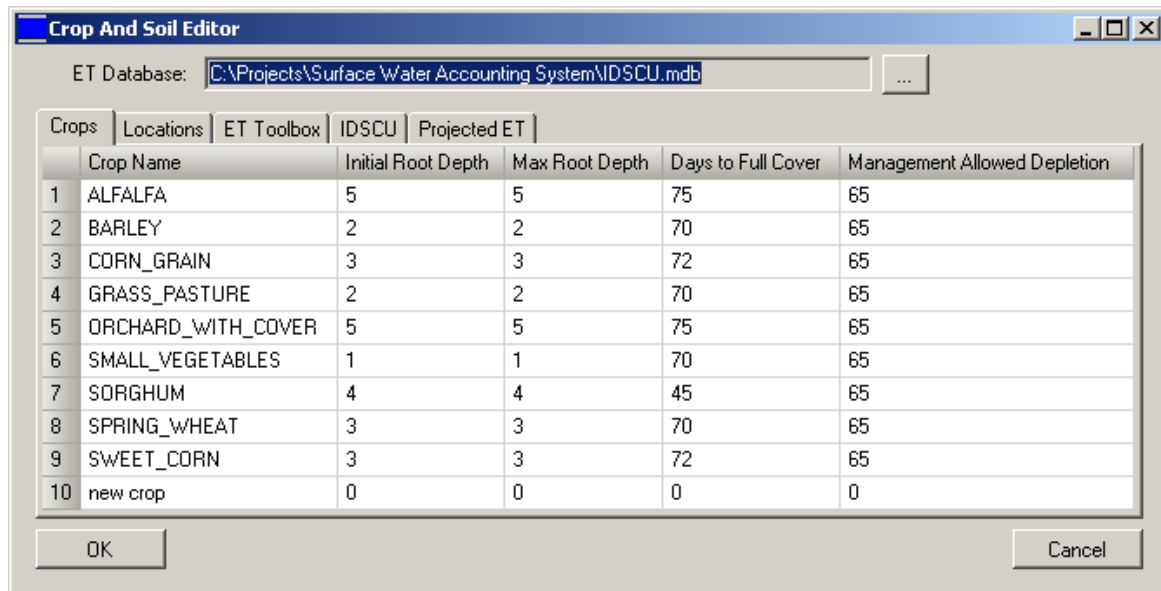 Crop And Soil Editor
ET Database: C:\Projects\Surface Water Accounting System\IDSCU.mdb ...
Crops Locations ET Toolbox IDSCU Projected ET
Crop Name Initial Root Depth Max Root Depth Days to Full Cover Management Allowed Depletion
1 ALFALFA 5 5 75 65
2 BARLEY 2 2 70 65
3 CORN_GRAIN 3 3 72 65
4 GRASS_PASTURE 2 2 70 65
5 ORCHARD_WITH_COVER 5 5 75 65
6 SMALL_VEGETABLES 1 1 70 65
7 SORGHUM 4 4 45 65
8 SPRING_WHEAT 3 3 70 65
9 SWEET_CORN 3 3 72 65
10 new crop 0 0 0 0
OK Cancel